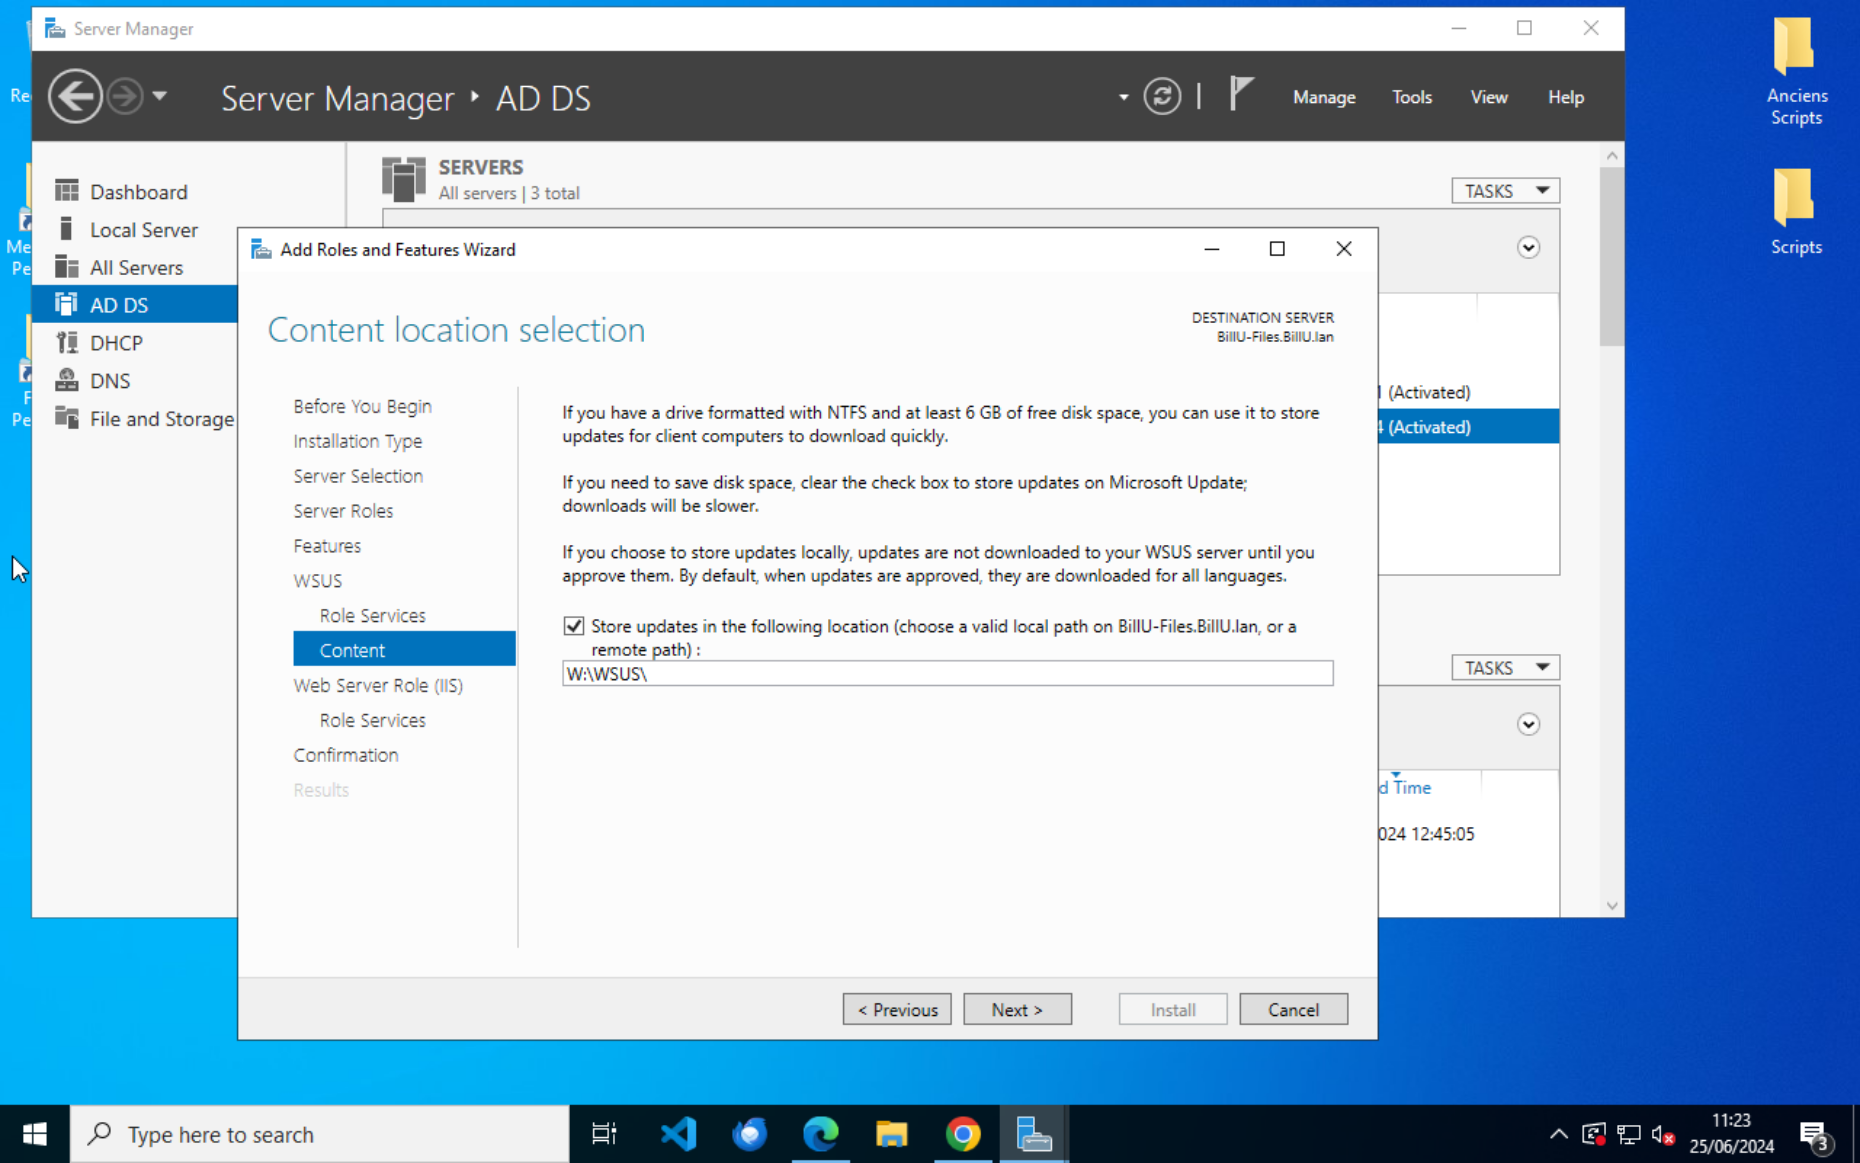 Server Manager
Server Manager ‣ AD DS
Manage
Tools
View
Help
Dashboard
Local Server
All Servers
AD DS
DHCP
DNS
File and Storage
SERVERS
All servers | 3 total
TASKS
(Activated)
(Activated)
TASKS
d Time
024 12:45:05
Add Roles and Features Wizard
Content location selection
DESTINATION SERVER
BillU-Files.BillU.lan
Before You Begin
Installation Type
Server Selection
Server Roles
Features
WSUS
Role Services
Content
Web Server Role (IIS)
Role Services
Confirmation
Results
If you have a drive formatted with NTFS and at least 6 GB of free disk space, you can use it to store
updates for client computers to download quickly.
If you need to save disk space, clear the check box to store updates on Microsoft Update;
downloads will be slower.
If you choose to store updates locally, updates are not downloaded to your WSUS server until you
approve them. By default, when updates are approved, they are downloaded for all languages.
Store updates in the following location (choose a valid local path on BillU-Files.BillU.lan, or a
remote path) :
W:\WSUS\
< Previous
Next >
Install
Cancel
Re
Me
Pe
F
Pe
Anciens
Scripts
Scripts
Type here to search
11:23
25/06/2024
3